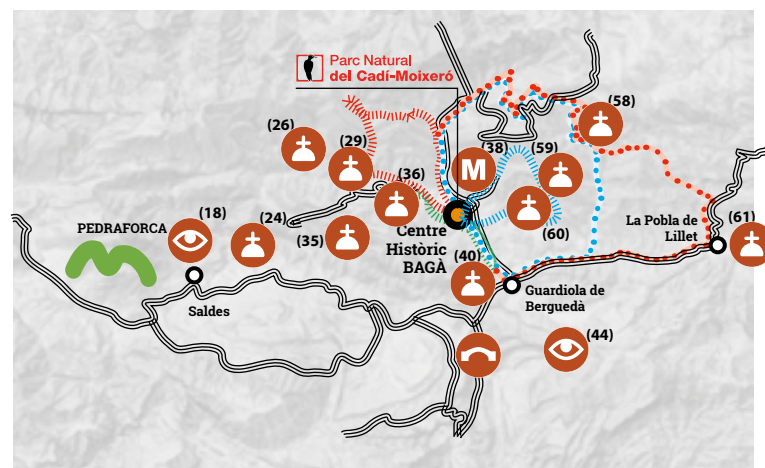 Parc Natural
del Cadí-Moixeró
(58)
(26)
(29)
(38)
(59)
M
(36)
(18)
(24)
PEDRAFORCA
(35)
Centre
Històric
BAGÀ
(60)
La Pobla de
Lillet
(61)
(40)
Saldes
Guardiola de
Berguedà
(44)